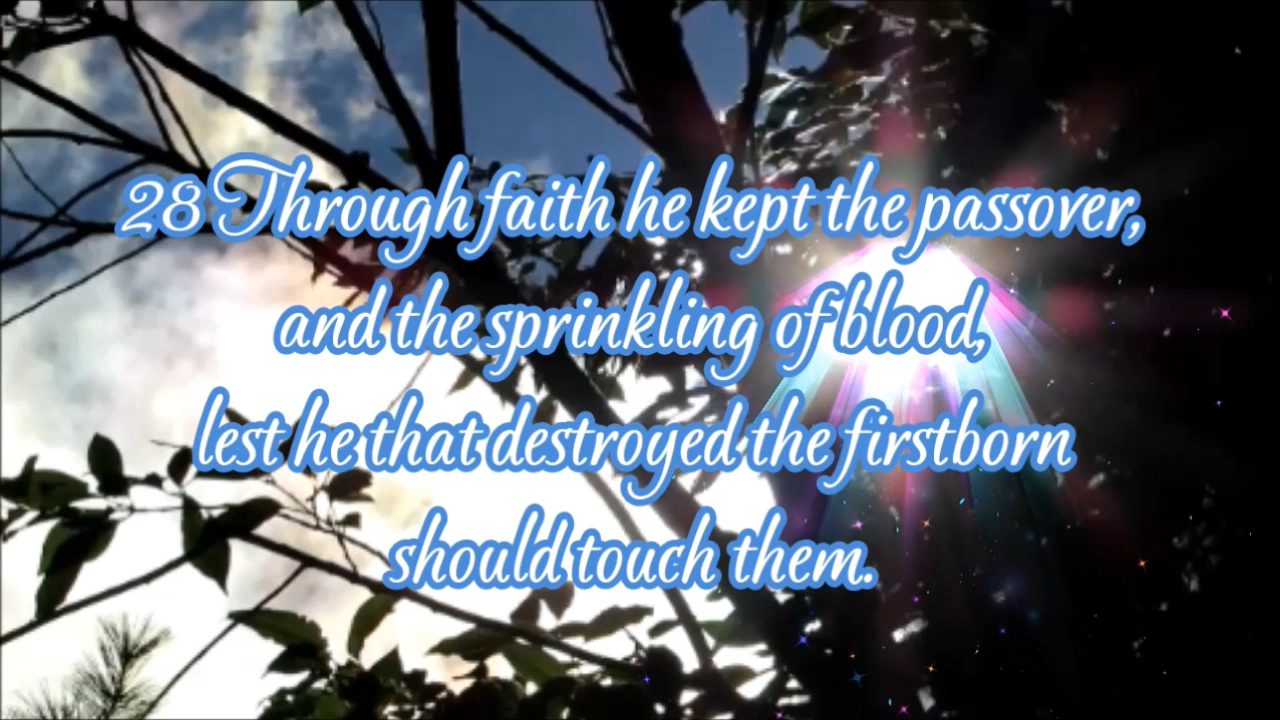 28 Through faith he kept the passover,
and the sprinkling of blood,
lest he that destroyed the firstborn
should touch them.